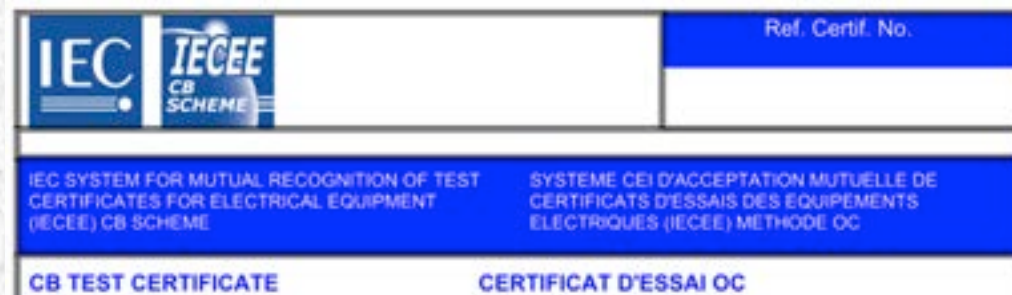 IEC
IECEE
CB
SCHEME
Ref. Certif. No.
IEC SYSTEM FOR MUTUAL RECOGNITION OF TEST
CERTIFICATES FOR ELECTRICAL EQUIPMENT
(IECEE) CB SCHEME
SYSTEME CEI D'ACCEPTATION MUTUELLE DE
CERTIFICATS D'ESSAIS DES EQUIPEMENTS
ELECTRIQUES (IECEE) METHODE OC
CB TEST CERTIFICATE
CERTIFICAT D'ESSAI OC